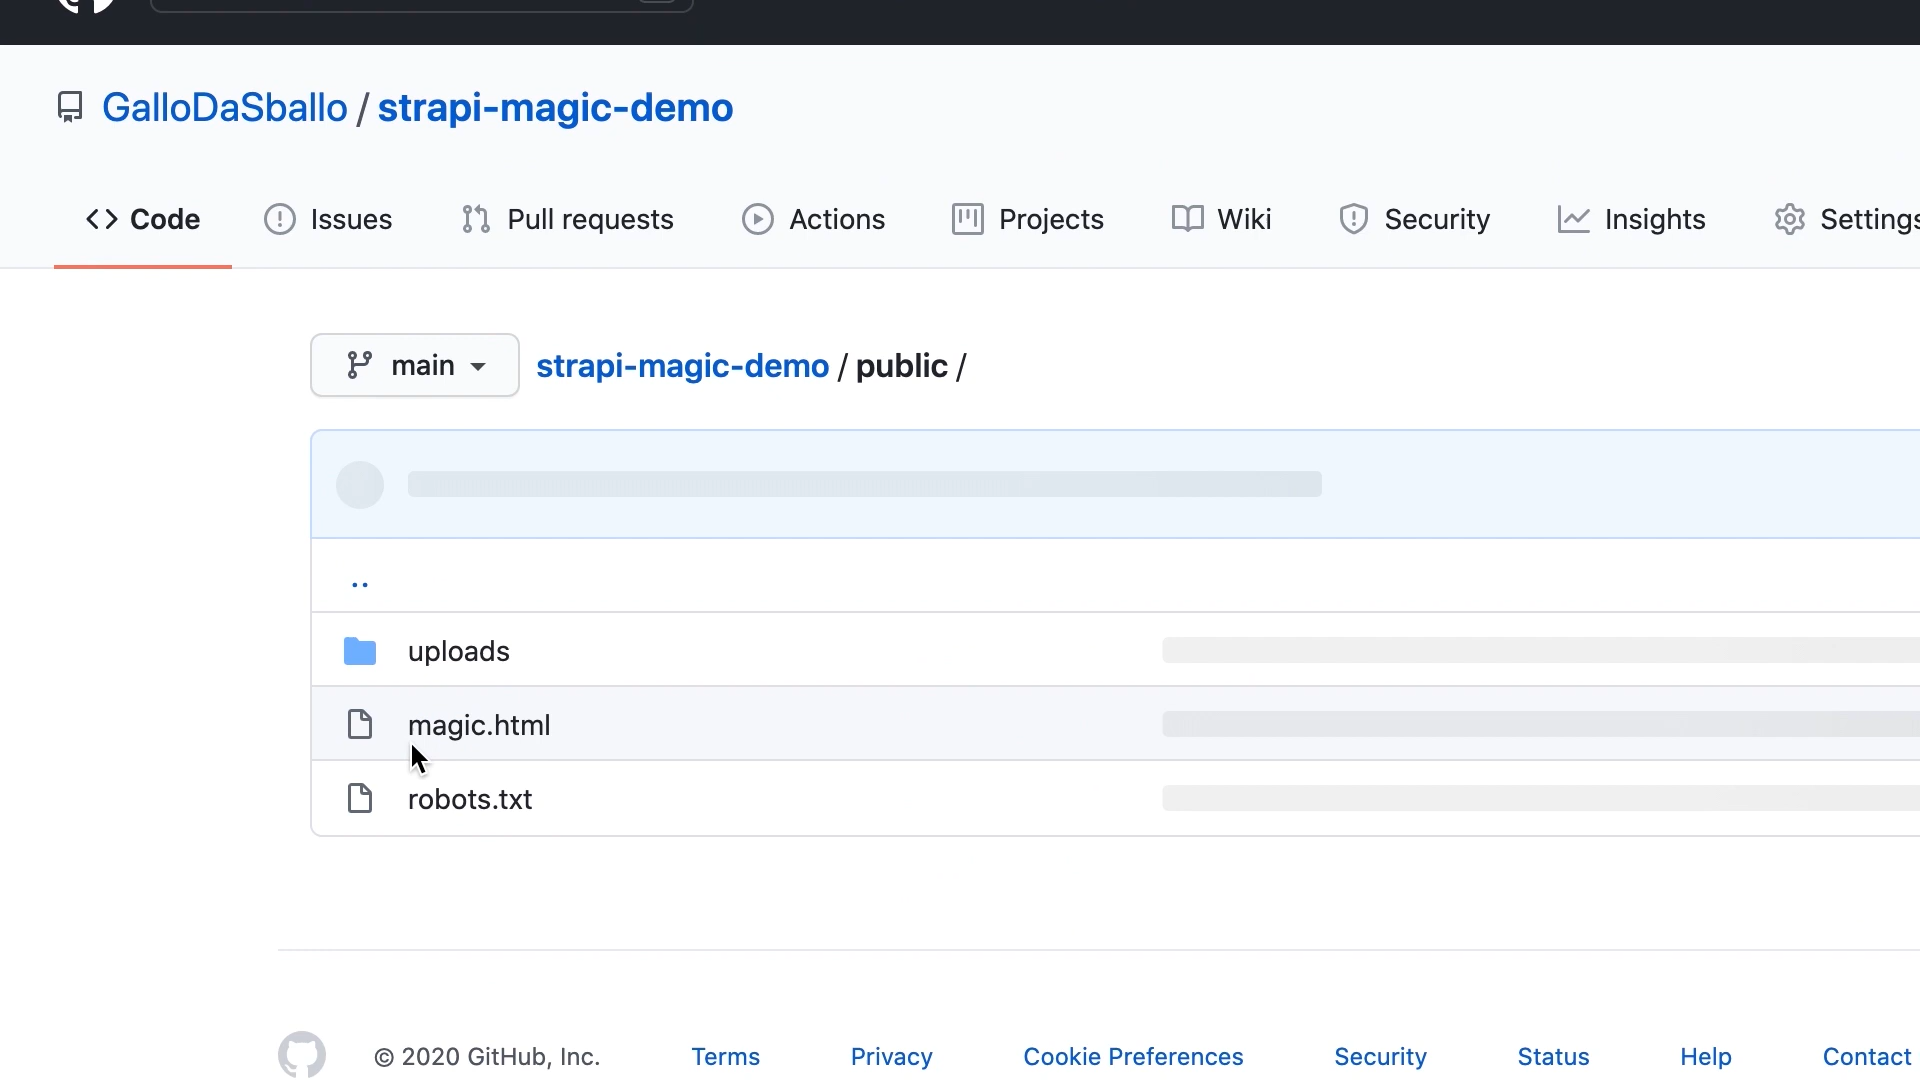 GalloDaSballo / strapi-magic-demo
Code Issues Pull requests Actions Projects Wiki Security Insights Settings
main strapi-magic-demo / public /
..
uploads
magic.html
robots.txt
© 2020 GitHub, Inc. Terms Privacy Cookie Preferences Security Status Help Contact